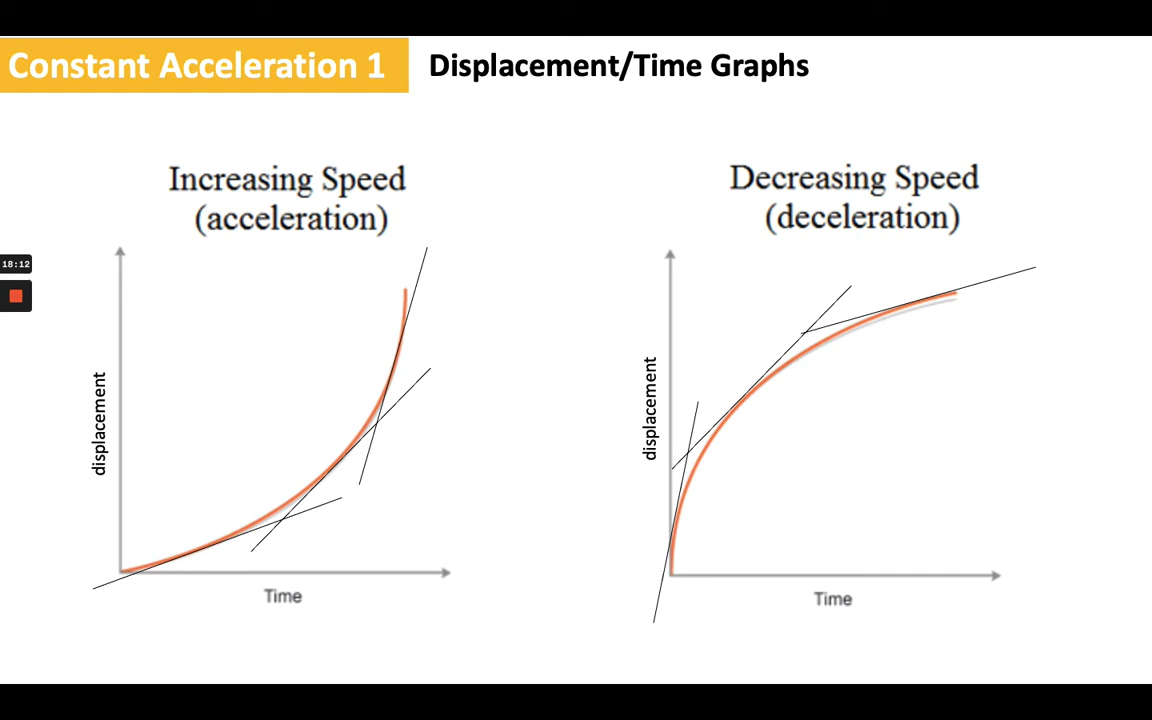 Constant Acceleration 1
Displacement/Time Graphs
Increasing Speed
(acceleration)
Decreasing Speed
(deceleration)
18:12
displacement
Time
displacement
Time